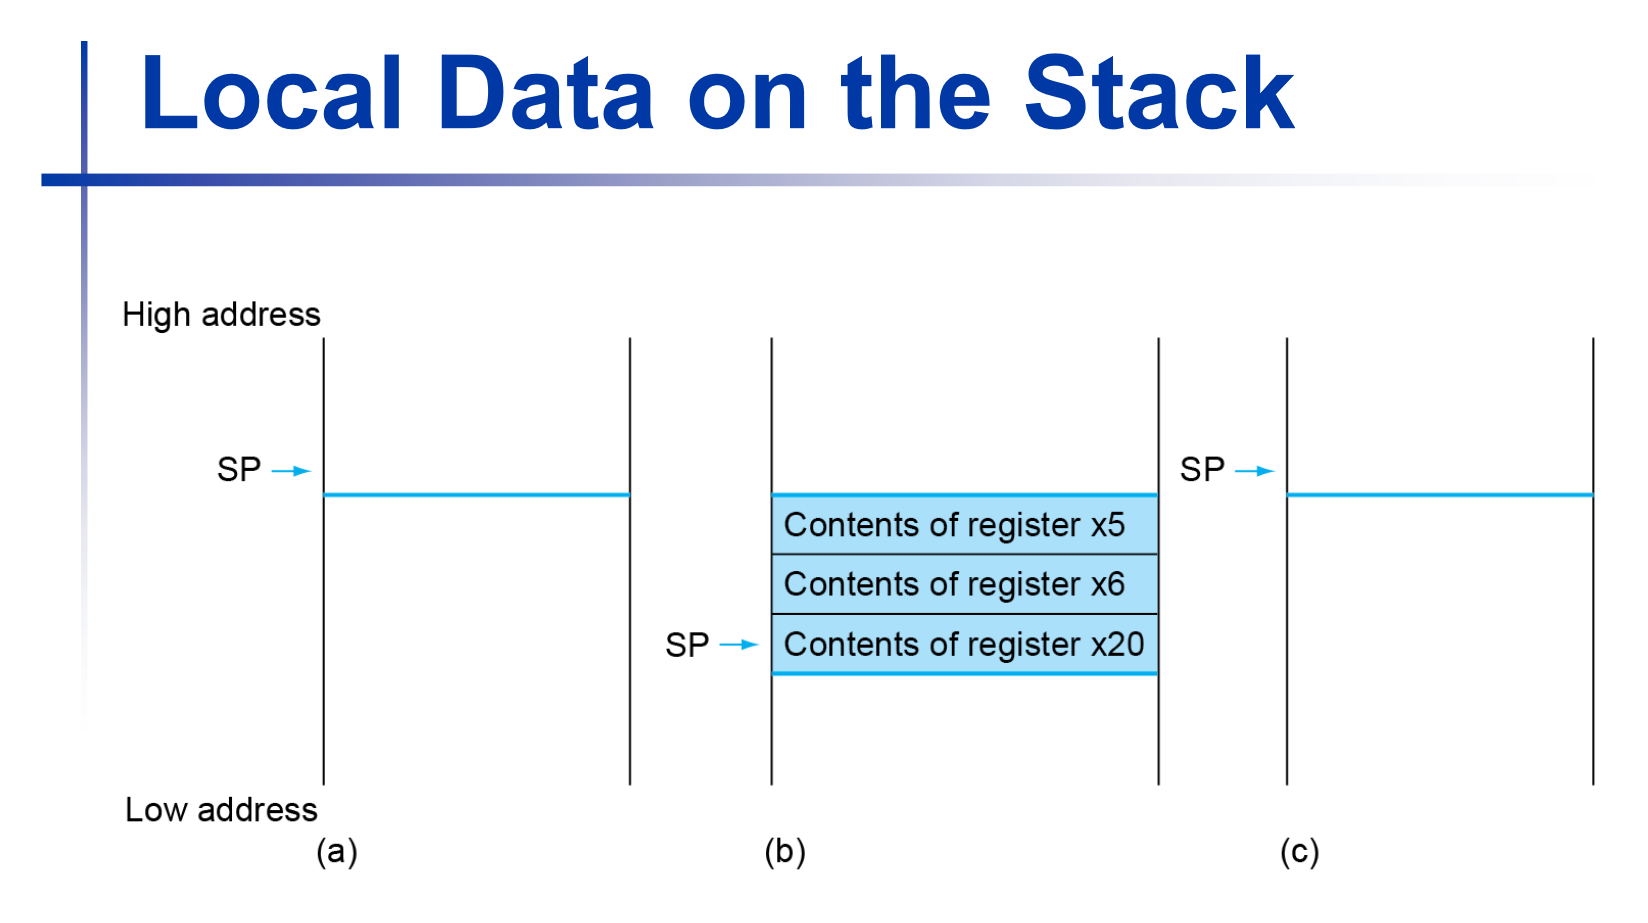 Local Data on the Stack
High address
SP
SP
Contents of register x5
Contents of register x6
SP
Contents of register x20
Low address
(a)
(b)
(c)